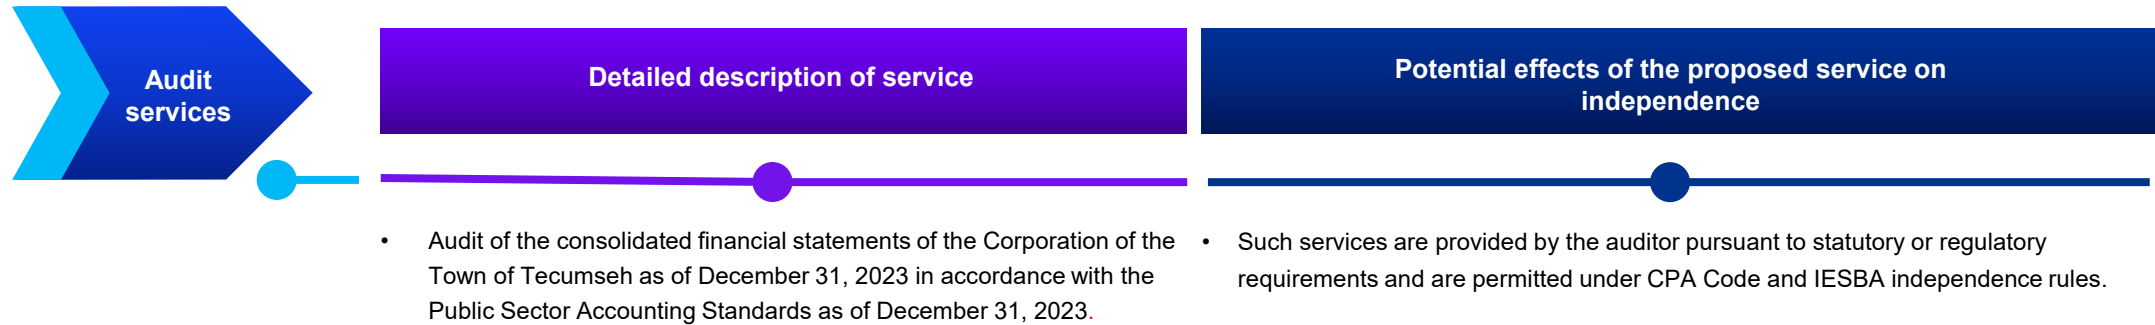 Audit
services
Detailed description of service
Potential effects of the proposed service on
independence
• Audit of the consolidated financial statements of the Corporation of the
Town of Tecumseh as of December 31, 2023 in accordance with the
Public Sector Accounting Standards as of December 31, 2023.
• Such services are provided by the auditor pursuant to statutory or regulatory
requirements and are permitted under CPA Code and IESBA independence rules.